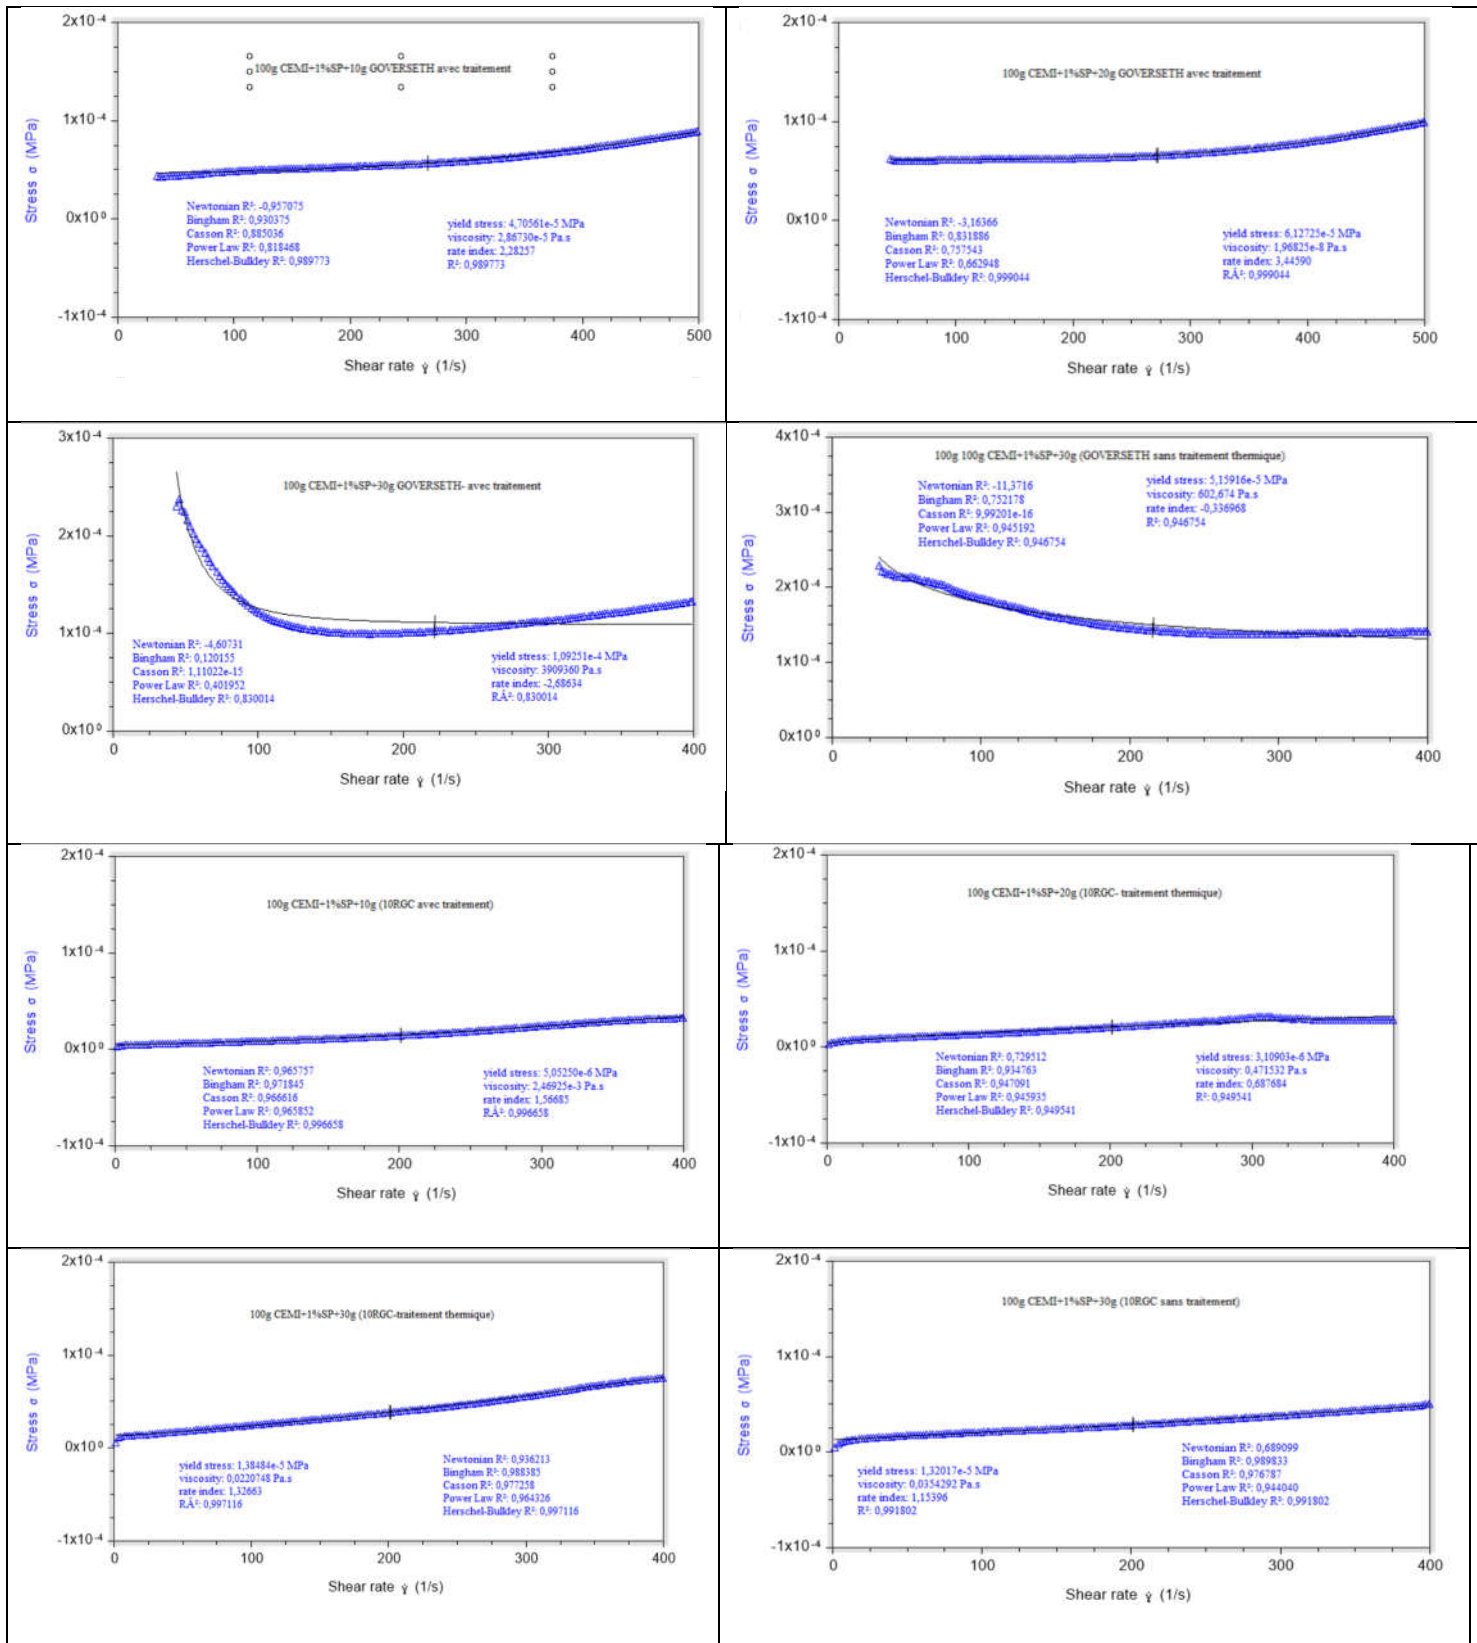 2x10⁻⁴
100g CEMI+1%SP+10g GOVERSETH avec traitement
1x10⁻⁴
0x10⁰
-1x10⁻⁴
Stress σ (MPa)
Newtonian R²: -0,957075
Bingham R²: 0,930375
Casson R²: 0,885036
Power Law R²: 0,818468
Herschel-Bulkley R²: 0,989773
yield stress: 4,70561e-5 MPa
viscosity: 2,86730e-5 Pa.s
rate index: 2,28257
R²: 0,989773
0 100 200 300 400 500
Shear rate γ̇ (1/s)
2x10⁻⁴
100g CEMI+1%SP+20g GOVERSETH avec traitement
1x10⁻⁴
0x10⁰
-1x10⁻⁴
Stress σ (MPa)
Newtonian R²: -3,16366
Bingham R²: 0,831886
Casson R²: 0,757543
Power Law R²: 0,662948
Herschel-Bulkley R²: 0,999044
yield stress: 6,12725e-5 MPa
viscosity: 1,96825e-8 Pa.s
rate index: 3,44590
RÂ²: 0,999044
0 100 200 300 400 500
Shear rate γ̇ (1/s)
3x10⁻⁴
100g CEMI+1%SP+30g GOVERSETH- avec traitement
2x10⁻⁴
1x10⁻⁴
0x10⁰
Stress σ (MPa)
Newtonian R²: -4,60731
Bingham R²: 0,120155
Casson R²: 1,11022e-15
Power Law R²: 0,401952
Herschel-Bulkley R²: 0,830014
yield stress: 1,09251e-4 MPa
viscosity: 3909360 Pa.s
rate index: -2,68634
RÂ²: 0,830014
0 100 200 300 400
Shear rate γ̇ (1/s)
4x10⁻⁴
100g 100g CEMI+1%SP+30g (GOVERSETH sans traitement thermique)
3x10⁻⁴
2x10⁻⁴
1x10⁻⁴
0x10⁰
Stress σ (MPa)
Newtonian R²: -11,3716
Bingham R²: 0,752178
Casson R²: 9,99201e-16
Power Law R²: 0,945192
Herschel-Bulkley R²: 0,946754
yield stress: 5,15916e-5 MPa
viscosity: 602,674 Pa.s
rate index: -0,336968
R²: 0,946754
0 100 200 300 400
Shear rate γ̇ (1/s)
2x10⁻⁴
100g CEMI+1%SP+10g (10RGC avec traitement)
1x10⁻⁴
0x10⁰
-1x10⁻⁴
Stress σ (MPa)
Newtonian R²: 0,965757
Bingham R²: 0,971845
Casson R²: 0,966616
Power Law R²: 0,965852
Herschel-Bulkley R²: 0,996658
yield stress: 5,05250e-6 MPa
viscosity: 2,46925e-3 Pa.s
rate index: 1,56685
RÂ²: 0,996658
0 100 200 300 400
Shear rate γ̇ (1/s)
2x10⁻⁴
100g CEMI+1%SP+20g (10RGC- traitement thermique)
1x10⁻⁴
0x10⁰
-1x10⁻⁴
Stress σ (MPa)
Newtonian R²: 0,729512
Bingham R²: 0,934763
Casson R²: 0,947091
Power Law R²: 0,945935
Herschel-Bulkley R²: 0,949541
yield stress: 3,10903e-6 MPa
viscosity: 0,471532 Pa.s
rate index: 0,687684
R²: 0,949541
0 100 200 300 400
Shear rate γ̇ (1/s)
2x10⁻⁴
100g CEMI+1%SP+30g (10RGC-traitement thermique)
1x10⁻⁴
0x10⁰
-1x10⁻⁴
Stress σ (MPa)
yield stress: 1,38484e-5 MPa
viscosity: 0,0220748 Pa.s
rate index: 1,32663
RÂ²: 0,997116
Newtonian R²: 0,936213
Bingham R²: 0,988385
Casson R²: 0,977258
Power Law R²: 0,964326
Herschel-Bulkley R²: 0,997116
0 100 200 300 400
Shear rate γ̇ (1/s)
2x10⁻⁴
100g CEMI+1%SP+30g (10RGC sans traitement)
1x10⁻⁴
0x10⁰
-1x10⁻⁴
Stress σ (MPa)
yield stress: 1,32017e-5 MPa
viscosity: 0,0354292 Pa.s
rate index: 1,15396
R²: 0,991802
Newtonian R²: 0,689099
Bingham R²: 0,989833
Casson R²: 0,976787
Power Law R²: 0,944040
Herschel-Bulkley R²: 0,991802
0 100 200 300 400
Shear rate γ̇ (1/s)